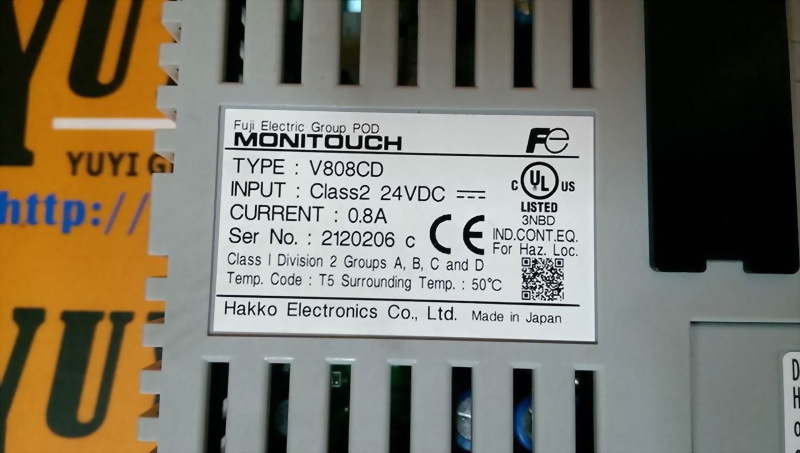 YU
YUYI G
http://
YU
Fuji Electric Group POD
MONITOUCH
Fe
TYPE : V808CD
INPUT : Class2 24VDC
CURRENT : 0.8A
Ser No. : 2120206 c
CE
C UL US
LISTED
3NBD
IND.CONT.EQ.
For Haz. Loc.
Class I Division 2 Groups A, B, C and D
Temp. Code : T5 Surrounding Temp. : 50°C
Hakko Electronics Co., Ltd. Made in Japan
D
H